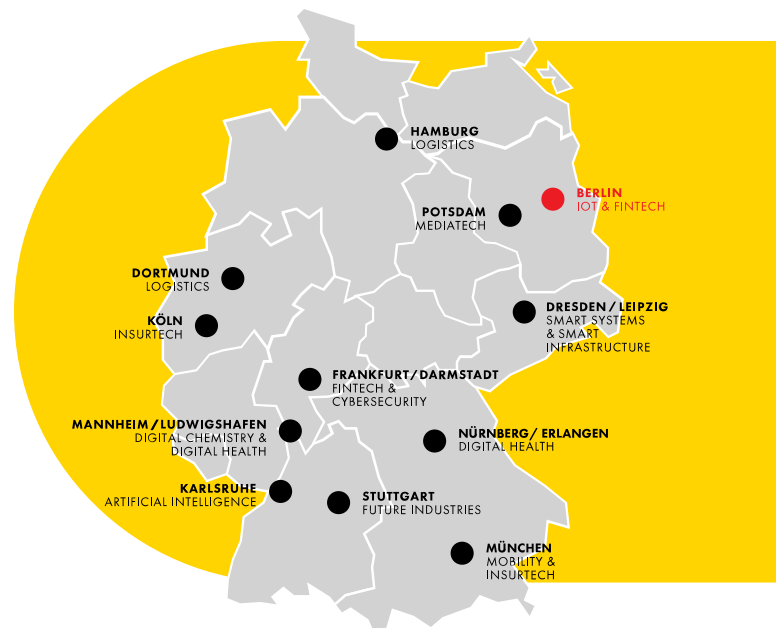 HAMBURG
LOGISTICS
BERLIN
IOT & FINTECH
POTSDAM
MEDIATECH
DORTMUND
LOGISTICS
KÖLN
INSURTECH
DRESDEN / LEIPZIG
SMART SYSTEMS
& SMART
INFRASTRUCTURE
FRANKFURT/DARMSTADT
FINTECH &
CYBERSECURITY
MANNHEIM/LUDWIGSHAFEN
DIGITAL CHEMISTRY &
DIGITAL HEALTH
NÜRNBERG/ ERLANGEN
DIGITAL HEALTH
KARLSRUHE
ARTIFICIAL INTELLIGENCE
STUTTGART
FUTURE INDUSTRIES
MÜNCHEN
MOBILITY &
INSURTECH